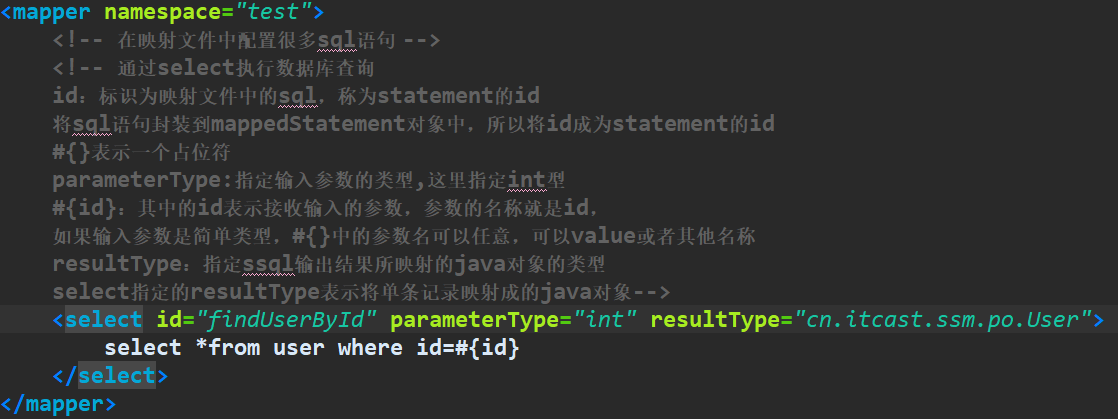 <mapper namespace="test">
<!-- 在映射文件中配置很多sql语句 -->
<!-- 通过select执行数据库查询
id：标识为映射文件中的sql，称为statement的id
将sql语句封装到mappedStatement对象中，所以将id成为statement的id
#{}表示一个占位符
parameterType:指定输入参数的类型,这里指定int型
#{id}：其中的id表示接收输入的参数，参数的名称就是id，
如果输入参数是简单类型，#{}中的参数名可以任意，可以value或者其他名称
resultType：指定ssql输出结果所映射的java对象的类型
select指定的resultType表示将单条记录映射成的java对象-->
<select id="findUserById" parameterType="int" resultType="cn.itcast.ssm.po.User">
select *from user where id=#{id}
</select>
</mapper>